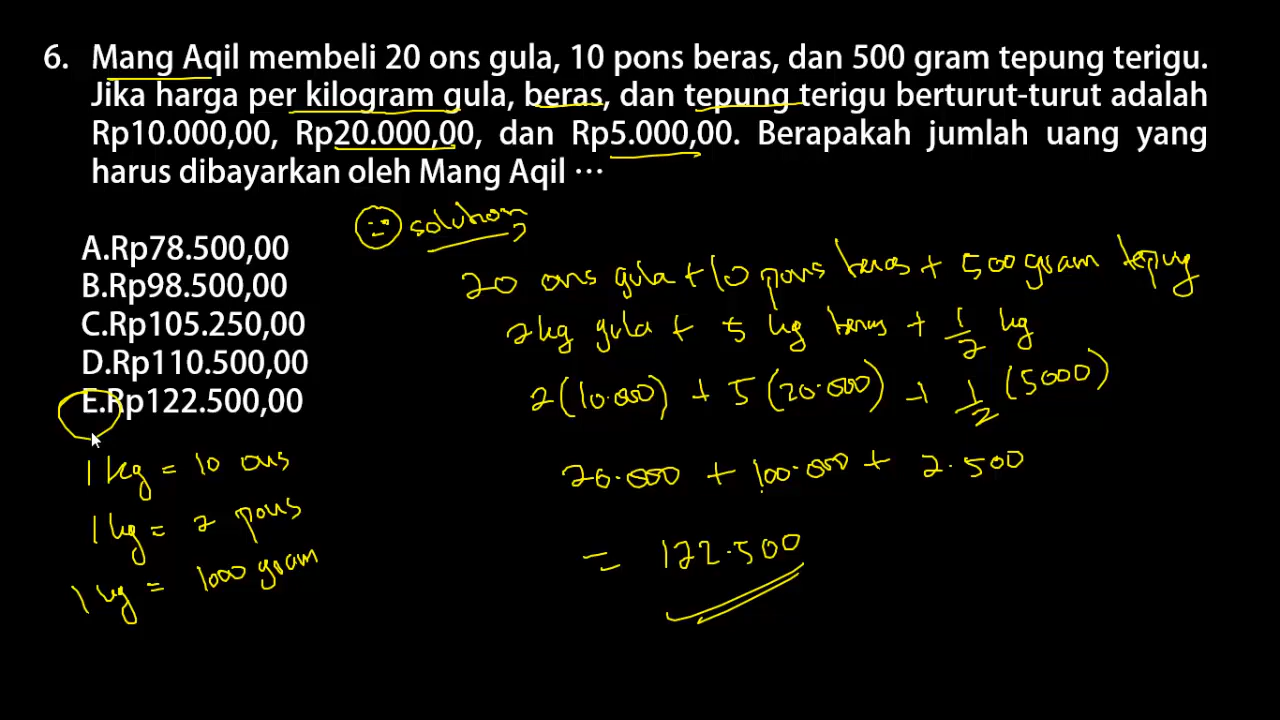 6. Mang Aqil membeli 20 ons gula, 10 pons beras, dan 500 gram tepung terigu.
Jika harga per kilogram gula, beras, dan tepung terigu berturut-turut adalah
Rp10.000,00, Rp20.000,00, dan Rp5.000,00. Berapakah jumlah uang yang
harus dibayarkan oleh Mang Aqil ⋯
solution
A.Rp78.500,00
B.Rp98.500,00
C.Rp105.250,00
D.Rp110.500,00
E.Rp122.500,00
20 ons gula + 10 pons beras + 500 gram tepung
2 kg gula + 5 kg beras + 1/2 kg
2(10.000) + 5(20.000) + 1/2 (5000)
20.000 + 100.000 + 2.500
= 122.500
1 kg = 10 ons
1 kg = 2 pons
1 kg = 1000 gram